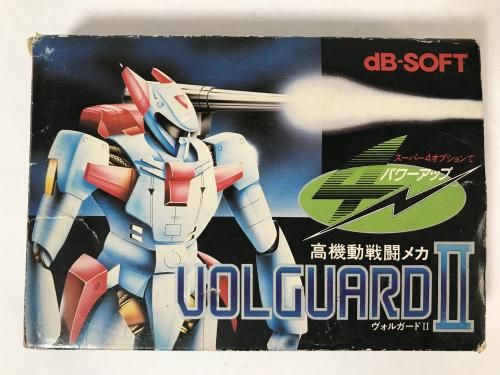 dB-SOFT
スーパー4オプションで
パワーアップ
4
高機動戦闘メカ
VOLGUARD II
ヴォルガードII